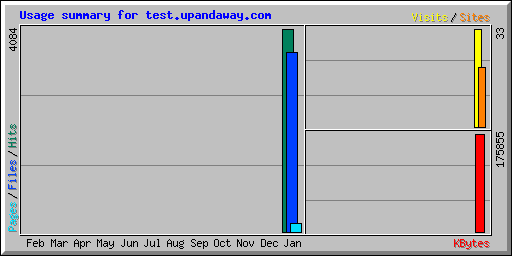 Usage summary for test.upandaway.com
Visits/Sites
4084
33
175855
Pages/Files/Hits
Feb Mar Apr May Jun Jul Aug Sep Oct Nov Dec Jan
KBytes